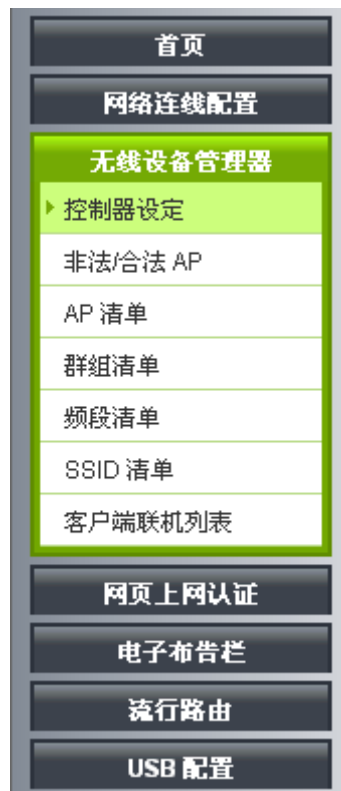 首页
网络连线配置
无线设备管理器
控制器设定
非法/合法 AP
AP 清单
群组清单
频段清单
SSID 清单
客户端联机列表
网页上网认证
电子布告栏
流行路由
USB 配置